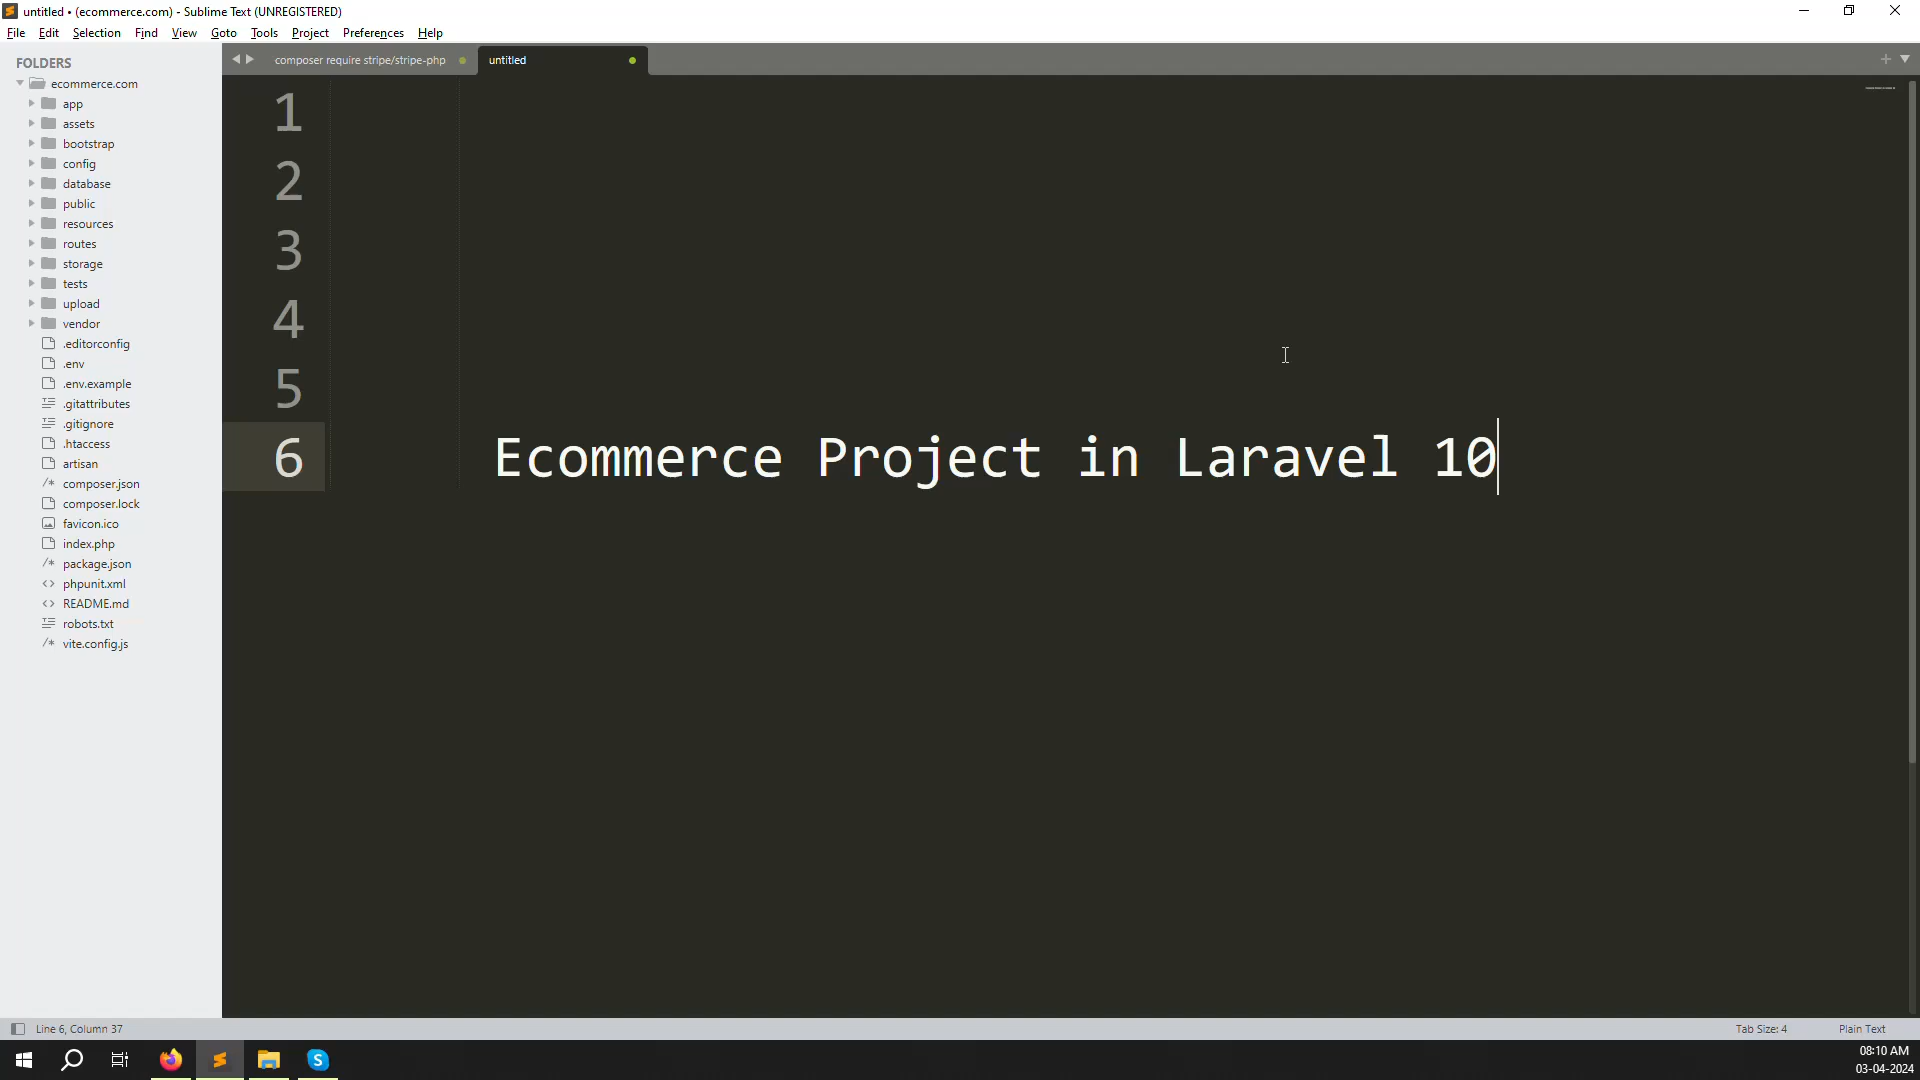 untitled • (ecommerce.com) - Sublime Text (UNREGISTERED)
File Edit Selection Find View Goto Tools Project Preferences Help
FOLDERS
ecommerce.com
app
assets
bootstrap
config
database
public
resources
routes
storage
tests
upload
vendor
.editorconfig
.env
.env.example
.gitattributes
.gitignore
.htaccess
artisan
composer.json
composer.lock
favicon.ico
index.php
package.json
phpunit.xml
README.md
robots.txt
vite.config.js
composer require stripe/stripe-php
untitled
1
2
3
4
5
6 Ecommerce Project in Laravel 10
Line 6, Column 37
Tab Size: 4
Plain Text
08:10 AM
03-04-2024